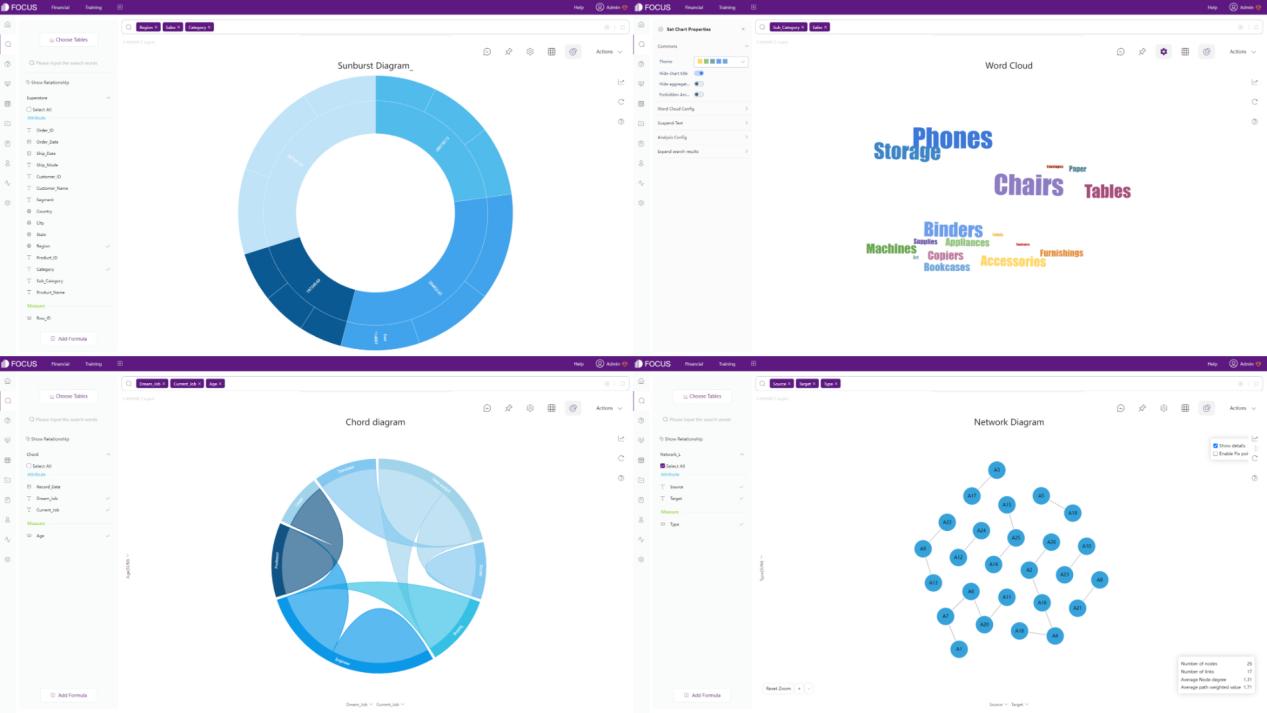 FOCUS Financial Training Help Admin
Region × Sales × Category ×
Choose Tables
Please input the search words
Show Relationship
Superstore
Select All
Attribute
Order_ID
Order_Date
Ship_Date
Ship_Mode
Customer_ID
Customer_Name
Segment
Country
City
State
Region
Product_ID
Category
Sub_Category
Product_Name
Measure
Row_ID
Add Formula
Actions
Sunburst Diagram_
FOCUS Financial Training Help Admin
Set Chart Properties ×
Commons
Theme
Hide chart title
Hide aggregat...
Forbidden Ani...
Word Cloud Config
Suspend Text
Analysis Config
Expand search results
Sub_Category × Sales ×
Actions
Word Cloud
Phones
Storage
Paper
Chairs
Tables
Binders
Supplies
Appliances
Machines
Copiers
Furnishings
Accessories
Bookcases
FOCUS Financial Training Help Admin
Dream_Job × Current_Job × Age ×
Choose Tables
Please input the search words
Show Relationship
Chord
Select All
Attribute
Record_Date
Dream_Job
Current_Job
Measure
Age
Add Formula
Actions
Chord diagram
Engineer
Dream_Job Current_Job
FOCUS Financial Training Help Admin
Source × Target × Type ×
Choose Tables
Please input the search words
Show Relationship
Select All
Attribute
Source
Target
Measure
Type
Add Formula
Actions
Network Diagram
Show details
Enable Fix poi
A3
A17
A5
A15
A18
A22
A24
A25
A26
A10
A9
A12
A2
A23
A8
A13
A6
A11
A16
A21
A7
A20
A4
A1
Reset Zoom + -
Number of nodes 25
Number of links 17
Average Node degree 1.31
Average path weighted value 1.71
Source Target